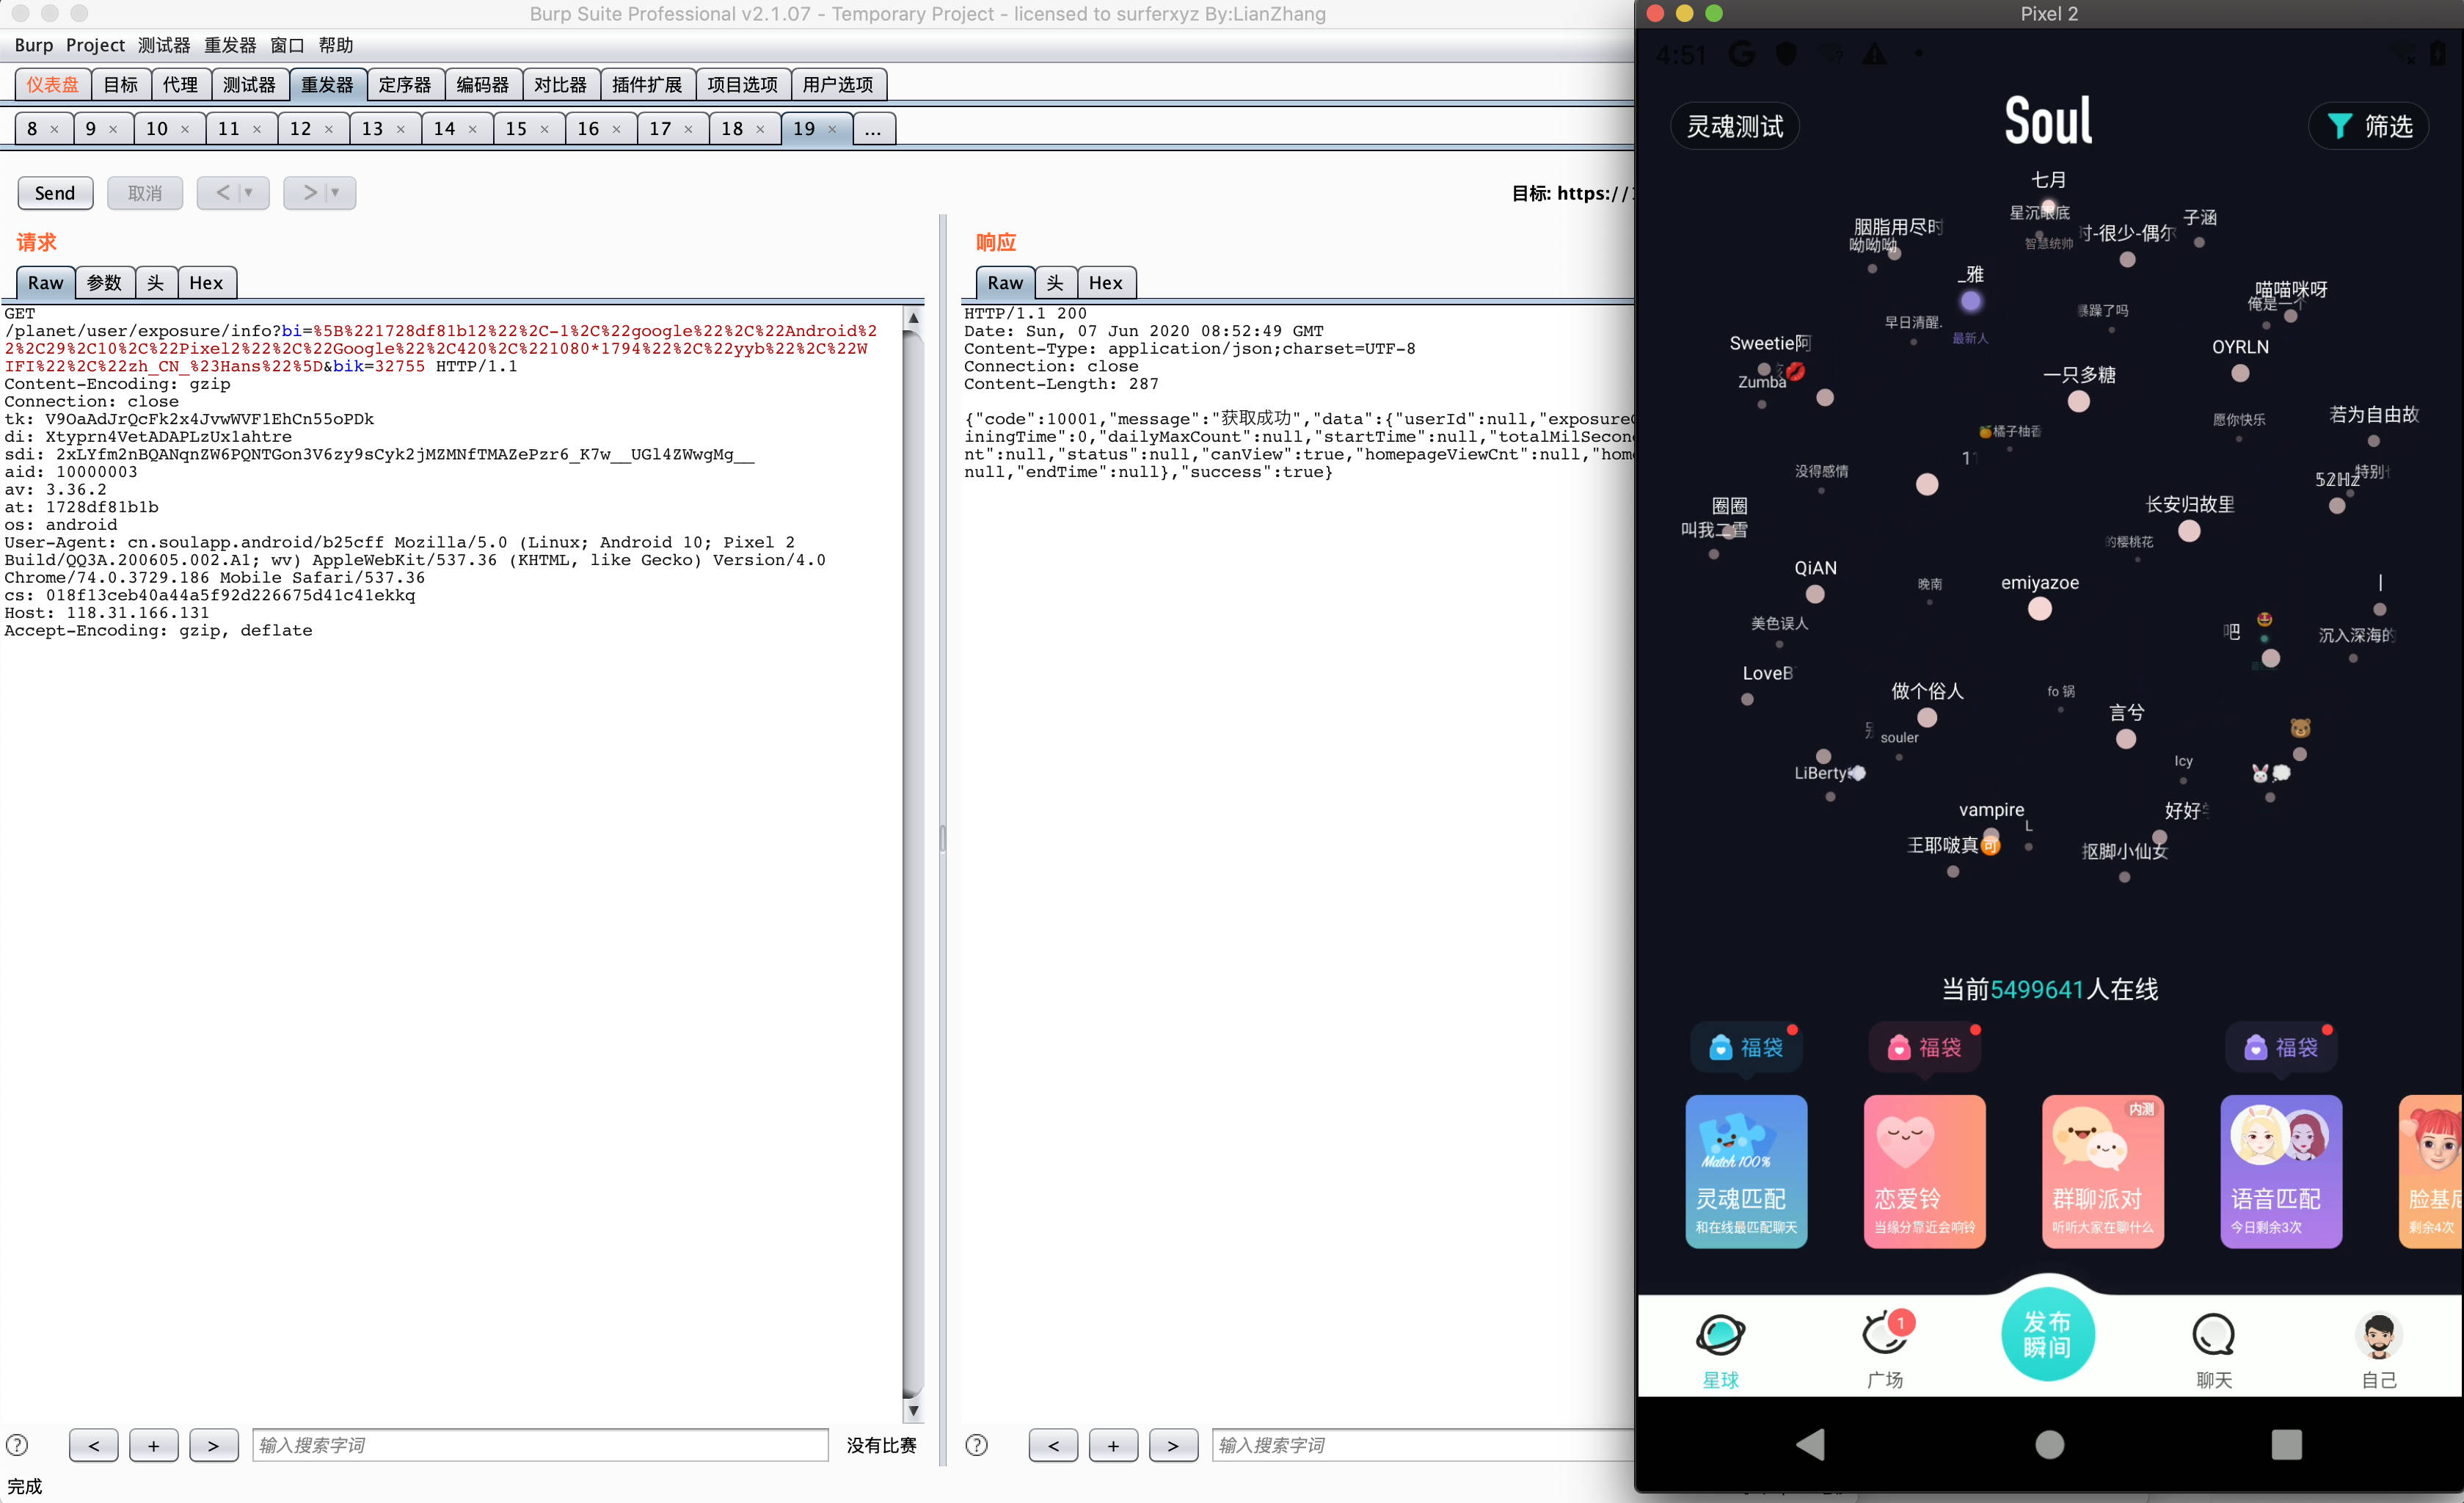 Burp Suite Professional v2.1.07 - Temporary Project - licensed to surferxyz By:LianZhang
Burp Project 测试器 重发器 窗口 帮助
仪表盘 目标 代理 测试器 重发器 定序器 编码器 对比器 插件扩展 项目选项 用户选项
8 × 9 × 10 × 11 × 12 × 13 × 14 × 15 × 16 × 17 × 18 × 19 × ...
Send 取消 < >
目标: https://
请求
Raw 参数 头 Hex
GET
/planet/user/exposure/info?bi=%5B%221728df81b12%22%2C-1%2C%22google%22%2C%22Android%2
2%2C29%2C10%2C%22Pixel2%22%2C%22Google%22%2C420%2C%221080*1794%22%2C%22yyb%22%2C%22W
IFI%22%2C%22zh_CN_%23Hans%22%5D&bik=32755 HTTP/1.1
Content-Encoding: gzip
Connection: close
tk: V9OaAdJrQcFk2x4JvwWVF1EhCn55oPDk
di: Xtyprn4VetADAPLzUx1ahtre
sdi: 2xLYfm2nBQANqnZW6PQNTGon3V6zy9sCyk2jMZMNfTMAZePzr6_K7w__UGl4ZWwgMg__
aid: 10000003
av: 3.36.2
at: 1728df81b1b
os: android
User-Agent: cn.soulapp.android/b25cff Mozilla/5.0 (Linux; Android 10; Pixel 2
Build/QQ3A.200605.002.A1; wv) AppleWebKit/537.36 (KHTML, like Gecko) Version/4.0
Chrome/74.0.3729.186 Mobile Safari/537.36
cs: 018f13ceb40a44a5f92d226675d41c41ekkq
Host: 118.31.166.131
Accept-Encoding: gzip, deflate
< + > 输入搜索字词 没有比赛
完成
响应
Raw 头 Hex
HTTP/1.1 200
Date: Sun, 07 Jun 2020 08:52:49 GMT
Content-Type: application/json;charset=UTF-8
Connection: close
Content-Length: 287
{"code":10001,"message":"获取成功","data":{"userId":null,"exposure
iningTime":0,"dailyMaxCount":null,"startTime":null,"totalMilSecon
nt":null,"status":null,"canView":true,"homepageViewCnt":null,"hom
null,"endTime":null},"success":true}
< + > 输入搜索字词
Pixel 2
4:51
灵魂测试 Soul 筛选
七月
星沉眼底
子涵
胭脂用尽时
时-很少-偶尔
呦呦呦
智慧统帅
_雅
喵喵咪呀
俺是一个
暴躁了吗
早日清醒.
最新人
Sweetie阿
OYRLN
Zumba
一只多糖
若为自由故
愿你快乐
橘子柚香
没得感情
特别
52Hz
圈圈
长安归故里
叫我二雪
的樱桃花
QiAN
晚南
emiyazoe
美色误人
吧
沉入深海的
LoveB
做个俗人
fo 锅
言兮
souler
Icy
LiBerty
vampire
好好
L
王耶啵真可
抠脚小仙女
当前5499641人在线
福袋 福袋 福袋
内测
Match 100%
灵魂匹配 恋爱铃 群聊派对 语音匹配 脸基
和在线最匹配聊天 当缘分靠近会响铃 听听大家在聊什么 今日剩余3次 剩余4次
1
发布
瞬间
星球 广场 聊天 自己